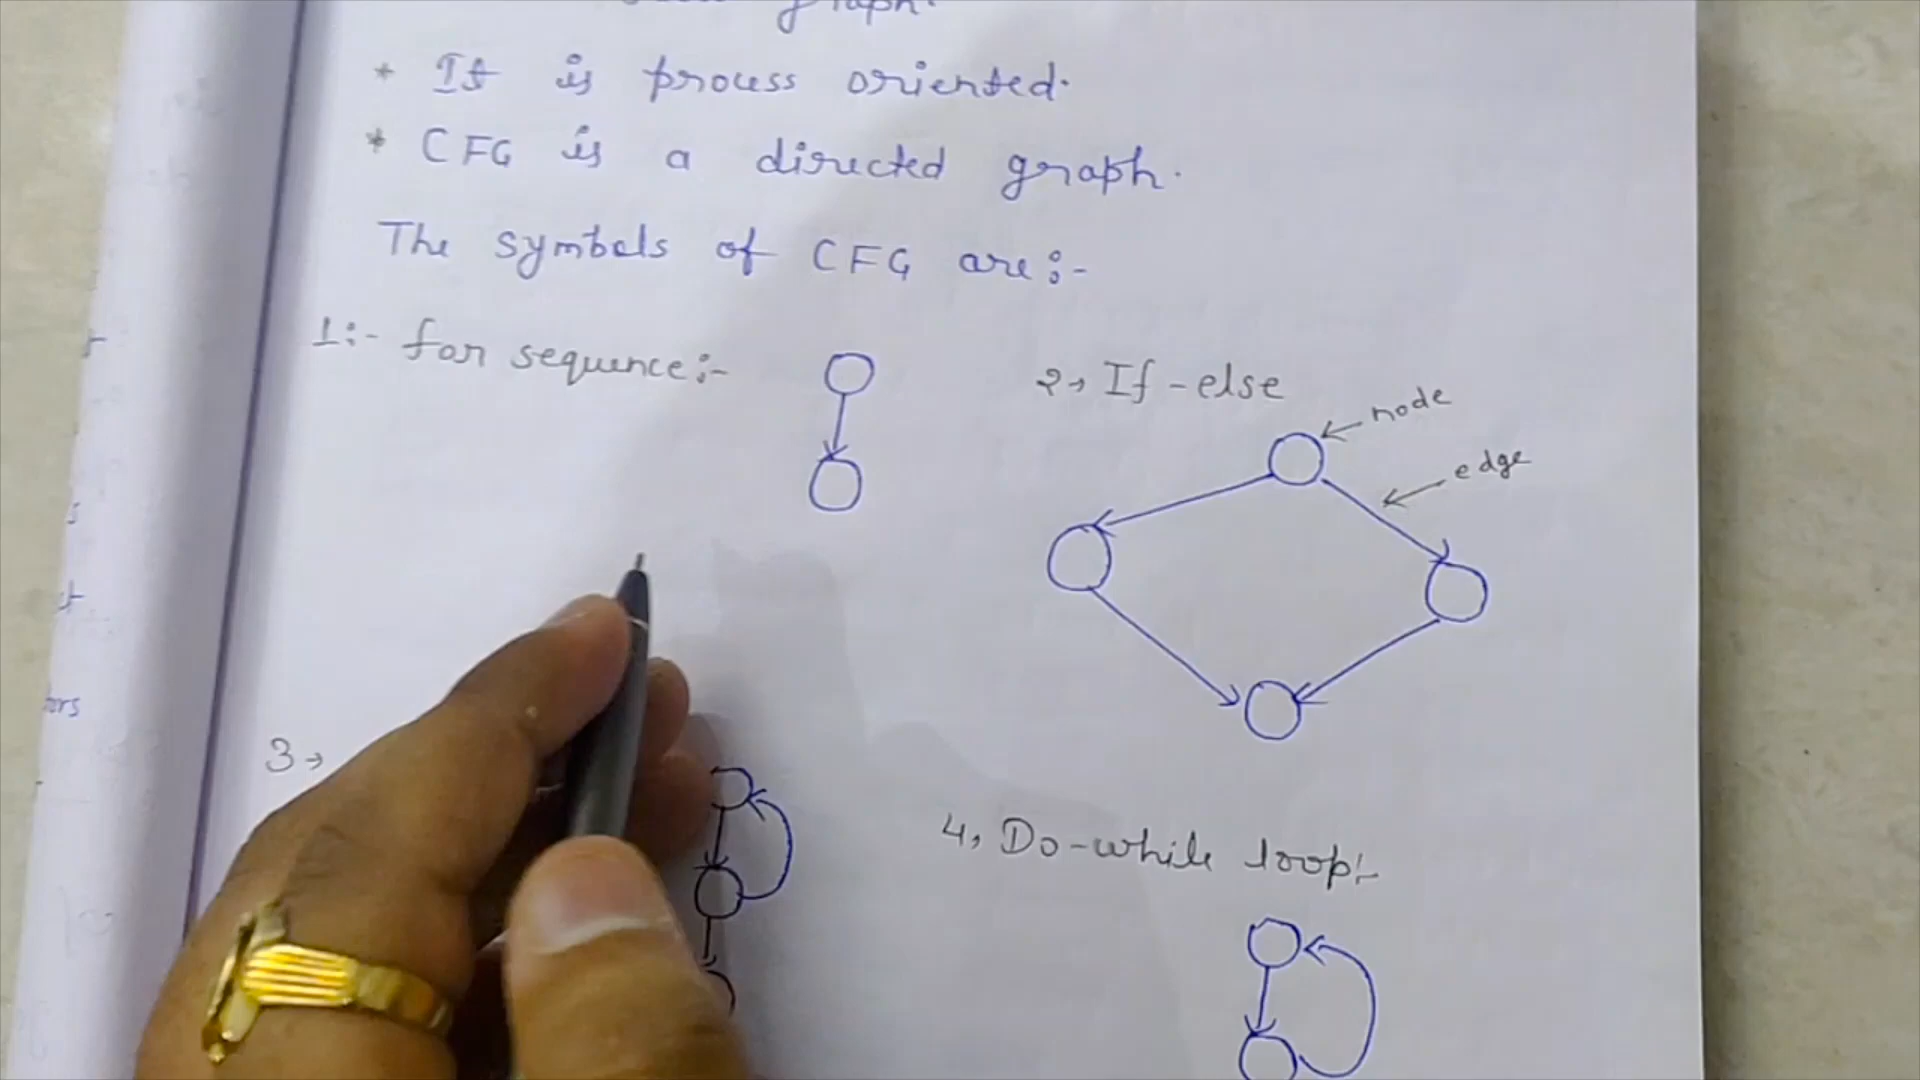 graph.
* It is process oriented.
* CFG is a directed graph.
The symbols of CFG are:-
1:- for sequence:-
2→ If-else
node
edge
3→
4, Do-while loop:-